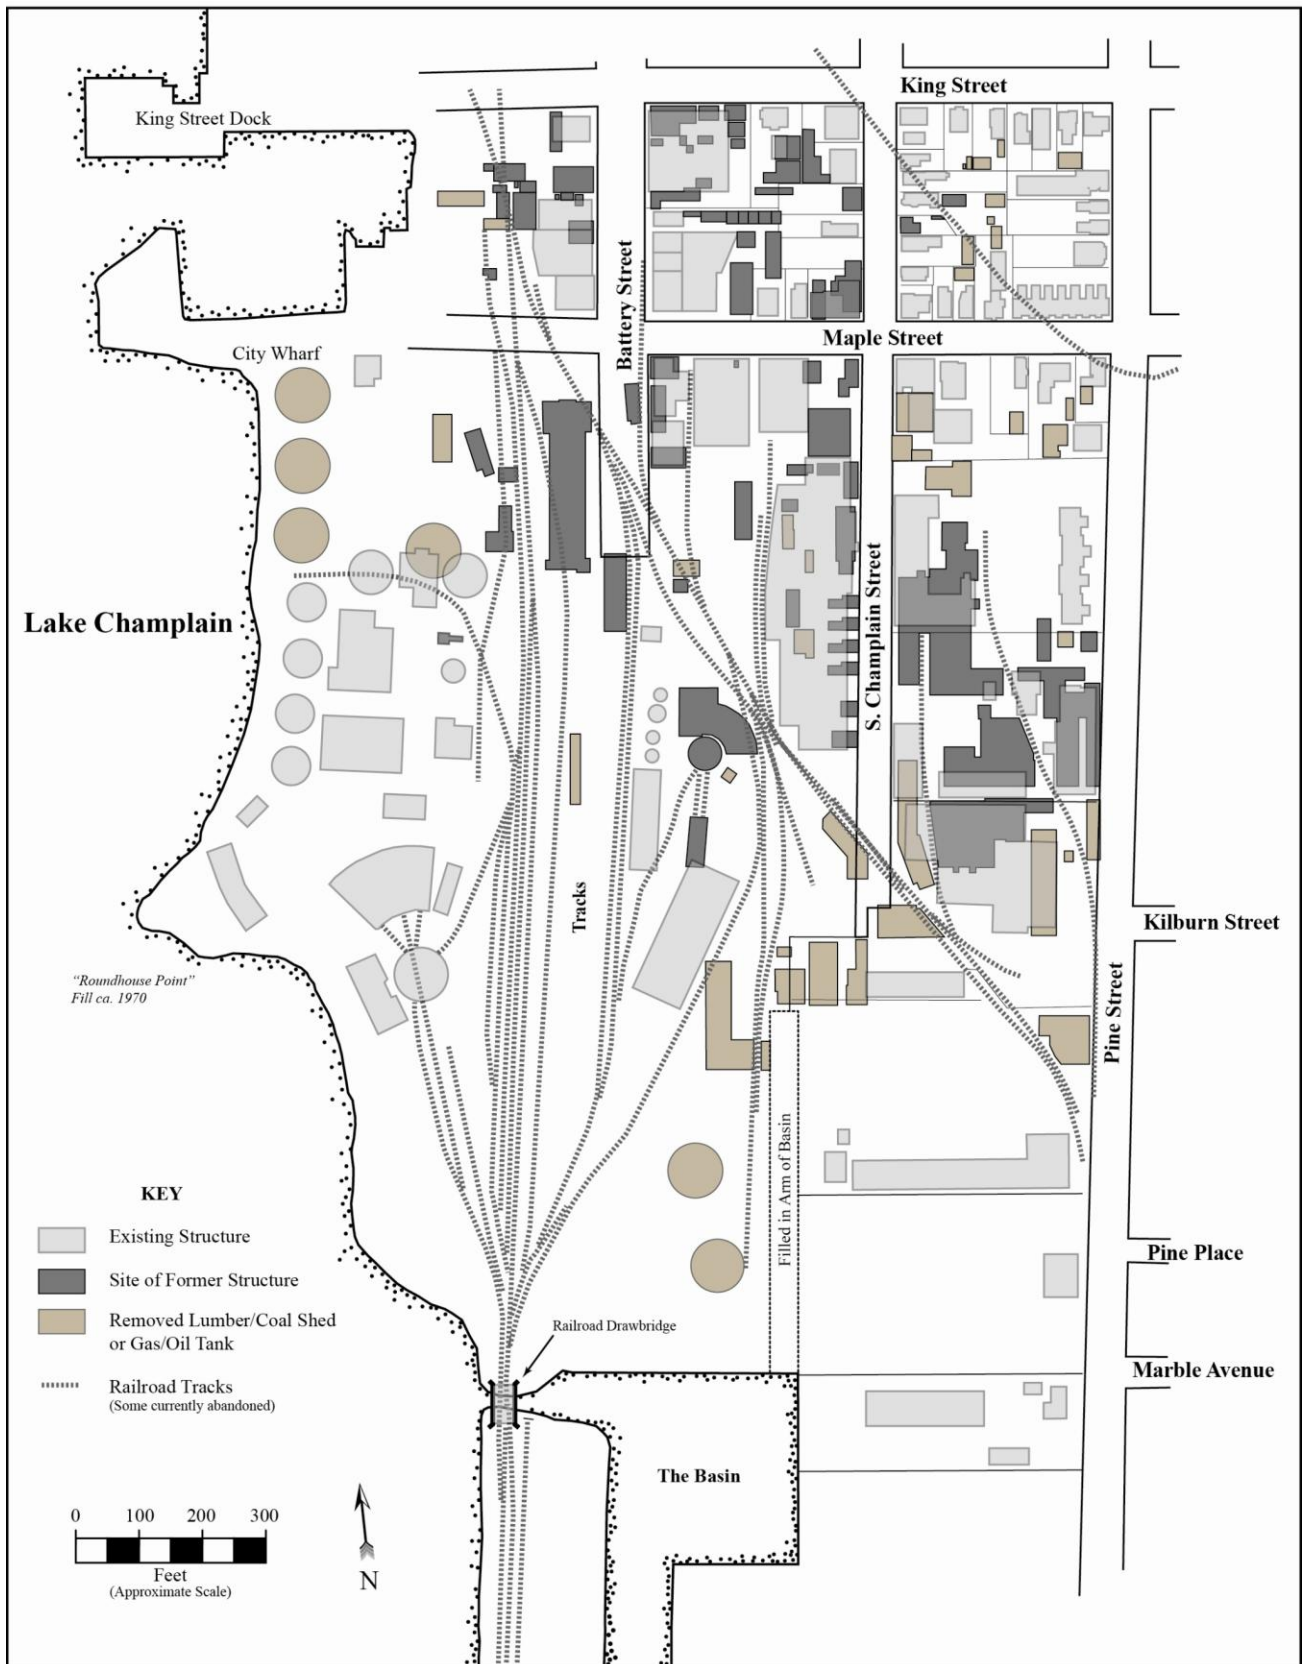 King Street
King Street Dock
Battery Street
Maple Street
City Wharf
S. Champlain Street
Lake Champlain
Tracks
Kilburn Street
"Roundhouse Point"
Fill ca. 1970
Pine Street
Filled in Arm of Basin
KEY
Existing Structure
Site of Former Structure
Removed Lumber/Coal Shed
or Gas/Oil Tank
Railroad Tracks
(Some currently abandoned)
Pine Place
Railroad Drawbridge
Marble Avenue
The Basin
0 100 200 300
Feet
(Approximate Scale)
N